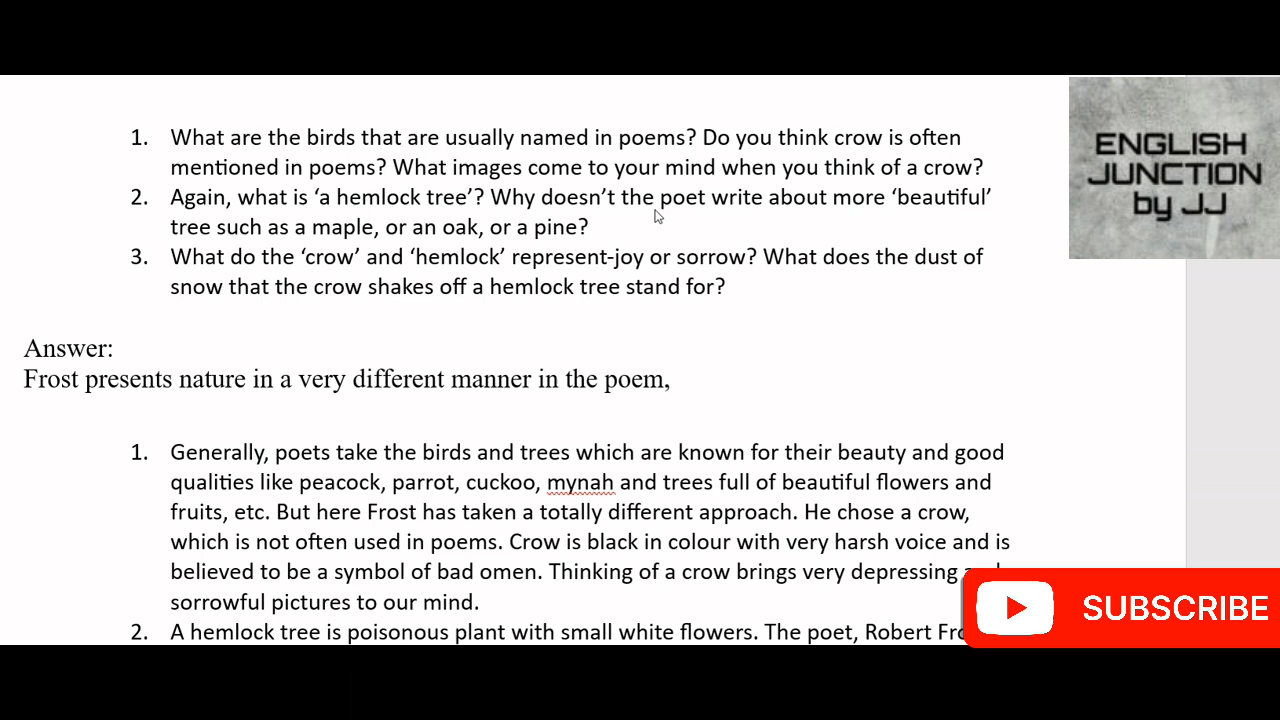 1. What are the birds that are usually named in poems? Do you think crow is often
mentioned in poems? What images come to your mind when you think of a crow?
2. Again, what is ‘a hemlock tree’? Why doesn’t the poet write about more ‘beautiful’
tree such as a maple, or an oak, or a pine?
3. What do the ‘crow’ and ‘hemlock’ represent-joy or sorrow? What does the dust of
snow that the crow shakes off a hemlock tree stand for?
ENGLISH
JUNCTION
by JJ
Answer:
Frost presents nature in a very different manner in the poem,
1. Generally, poets take the birds and trees which are known for their beauty and good
qualities like peacock, parrot, cuckoo, mynah and trees full of beautiful flowers and
fruits, etc. But here Frost has taken a totally different approach. He chose a crow,
which is not often used in poems. Crow is black in colour with very harsh voice and is
believed to be a symbol of bad omen. Thinking of a crow brings very depressing
sorrowful pictures to our mind.
2. A hemlock tree is poisonous plant with small white flowers. The poet, Robert
SUBSCRIBE